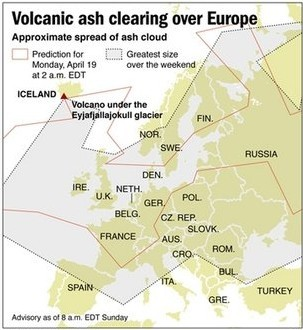 Volcanic ash clearing over Europe
Approximate spread of ash cloud
Prediction for
Monday, April 19
at 2 a.m. EDT
Greatest size
over the weekend
ICELAND
Volcano under the
Eyjafjallajokull glacier
NOR.
FIN.
SWE.
RUSSIA
DEN.
IRE.
U.K.
NETH.
GER.
POL.
BELG.
CZ. REP.
SLOVK.
FRANCE
AUS.
ROM.
CRO.
BUL.
SPAIN
ITA.
TURKEY
GRE.
Advisory as of 8 a.m. EDT Sunday